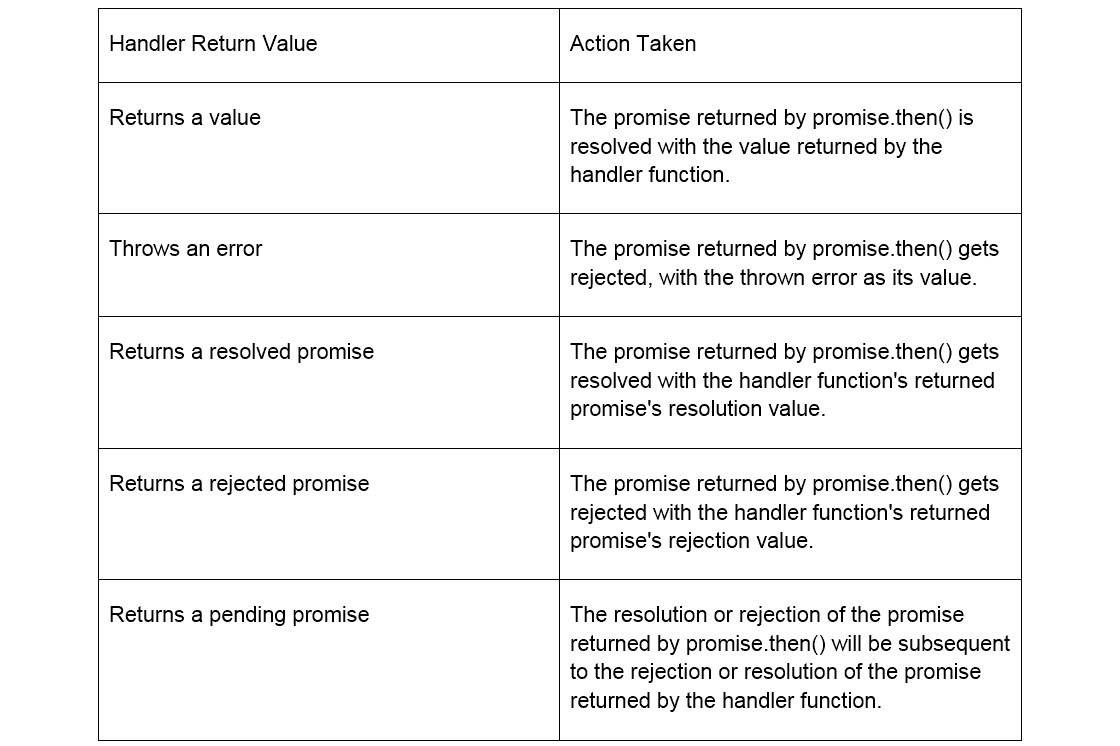 Handler Return Value
Action Taken
Returns a value
The promise returned by promise.then() is
resolved with the value returned by the
handler function.
Throws an error
The promise returned by promise.then() gets
rejected, with the thrown error as its value.
Returns a resolved promise
The promise returned by promise.then() gets
resolved with the handler function's returned
promise's resolution value.
Returns a rejected promise
The promise returned by promise.then() gets
rejected with the handler function's returned
promise's rejection value.
Returns a pending promise
The resolution or rejection of the promise
returned by promise.then() will be subsequent
to the rejection or resolution of the promise
returned by the handler function.